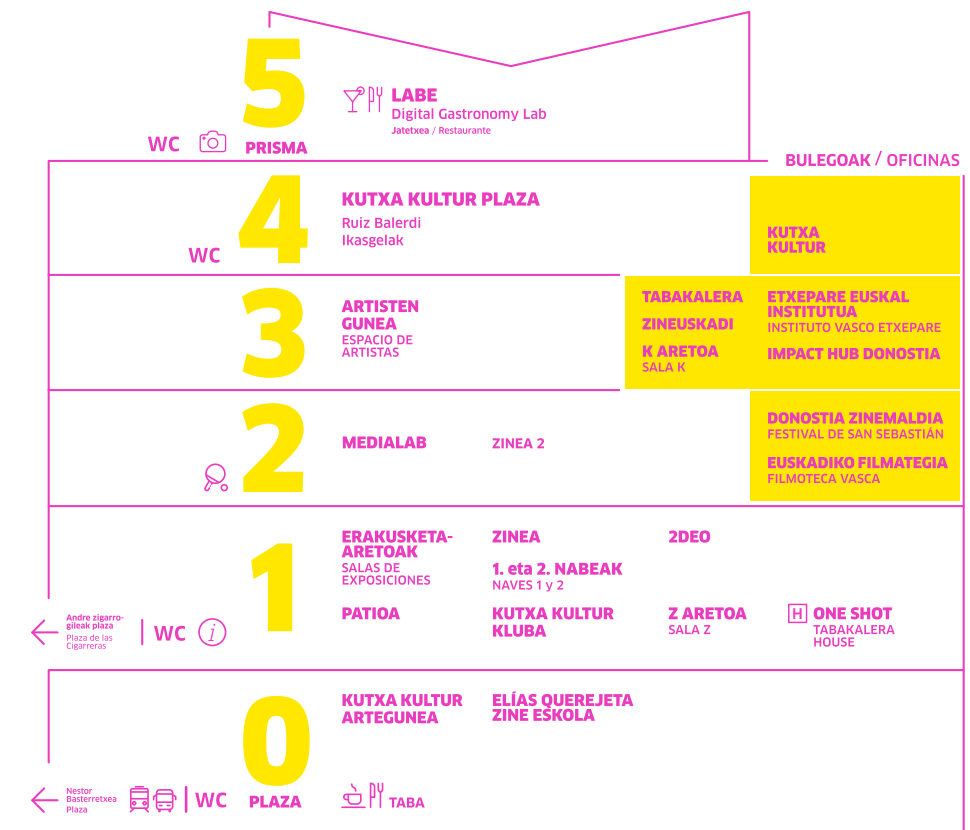 5
LABE
Digital Gastronomy Lab
Jatetxea / Restaurante
WC
PRISMA
BULEGOAK / OFICINAS
4
KUTXA KULTUR PLAZA
Ruiz Balerdi
Ikasgelak
WC
KUTXA
KULTUR
3
ARTISTEN
GUNEA
ESPACIO DE
ARTISTAS
TABAKALERA
ZINEUSKADI
K ARETOA
SALA K
ETXEPARE EUSKAL
INSTITUTUA
INSTITUTO VASCO ETXEPARE
IMPACT HUB DONOSTIA
2
MEDIALAB
ZINEA 2
DONOSTIA ZINEMALDIA
FESTIVAL DE SAN SEBASTIÁN
EUSKADIKO FILMATEGIA
FILMOTECA VASCA
1
ERAKUSKETA-
ARETOAK
SALAS DE
EXPOSICIONES
PATIOA
ZINEA
1. eta 2. NABEAK
NAVES 1 y 2
KUTXA KULTUR
KLUBA
2DEO
Z ARETOA
SALA Z
H ONE SHOT
TABAKALERA
HOUSE
Andre zigarro-
gileak plaza
Plaza de las
Cigarreras
WC
i
0
KUTXA KULTUR
ARTEGUNEA
ELÍAS QUEREJETA
ZINE ESKOLA
Nestor
Basterretxea
Plaza
WC
PLAZA
TABA